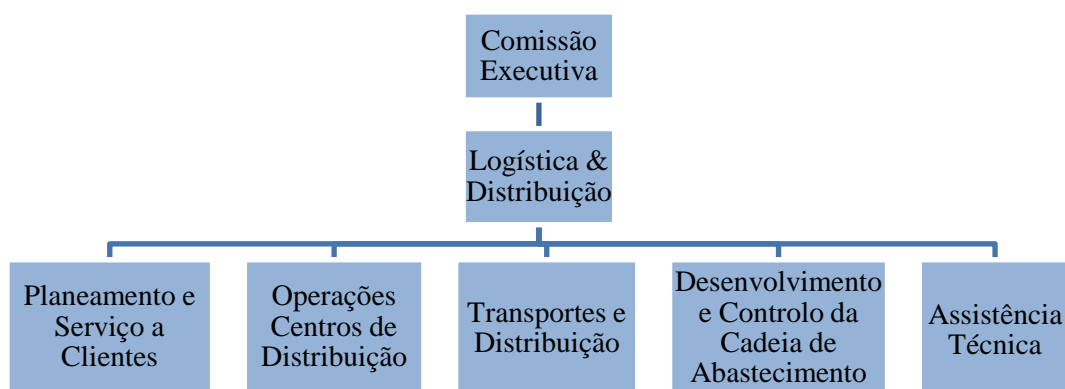 Comissão
Executiva
Logística &
Distribuição
Planeamento e
Serviço a
Clientes
Operações
Centros de
Distribuição
Transportes e
Distribuição
Desenvolvimento
e Controlo da
Cadeia de
Abastecimento
Assistência
Técnica